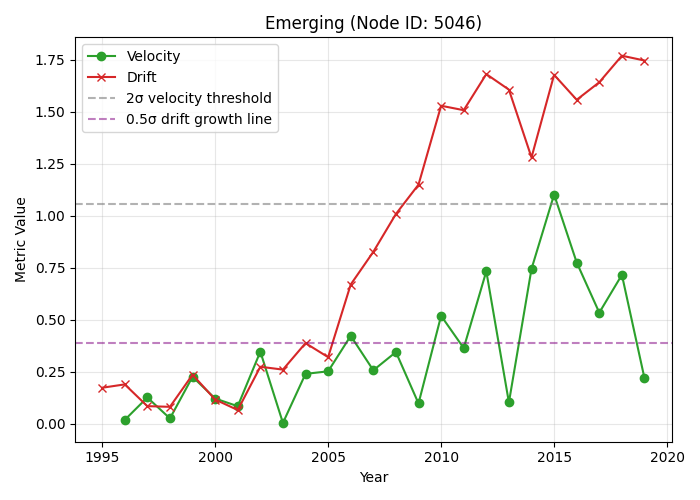 Emerging (Node ID: 5046)
Velocity
Drift
2σ velocity threshold
0.5σ drift growth line
Metric Value
1.75
1.50
1.25
1.00
0.75
0.50
0.25
0.00
1995 2000 2005 2010 2015 2020
Year